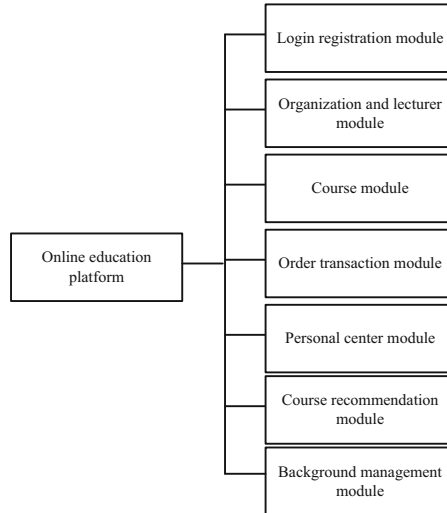 Login registration module
Organization and lecturer
module
Course module
Online education
platform
Order transaction module
Personal center module
Course recommendation
module
Background management
module